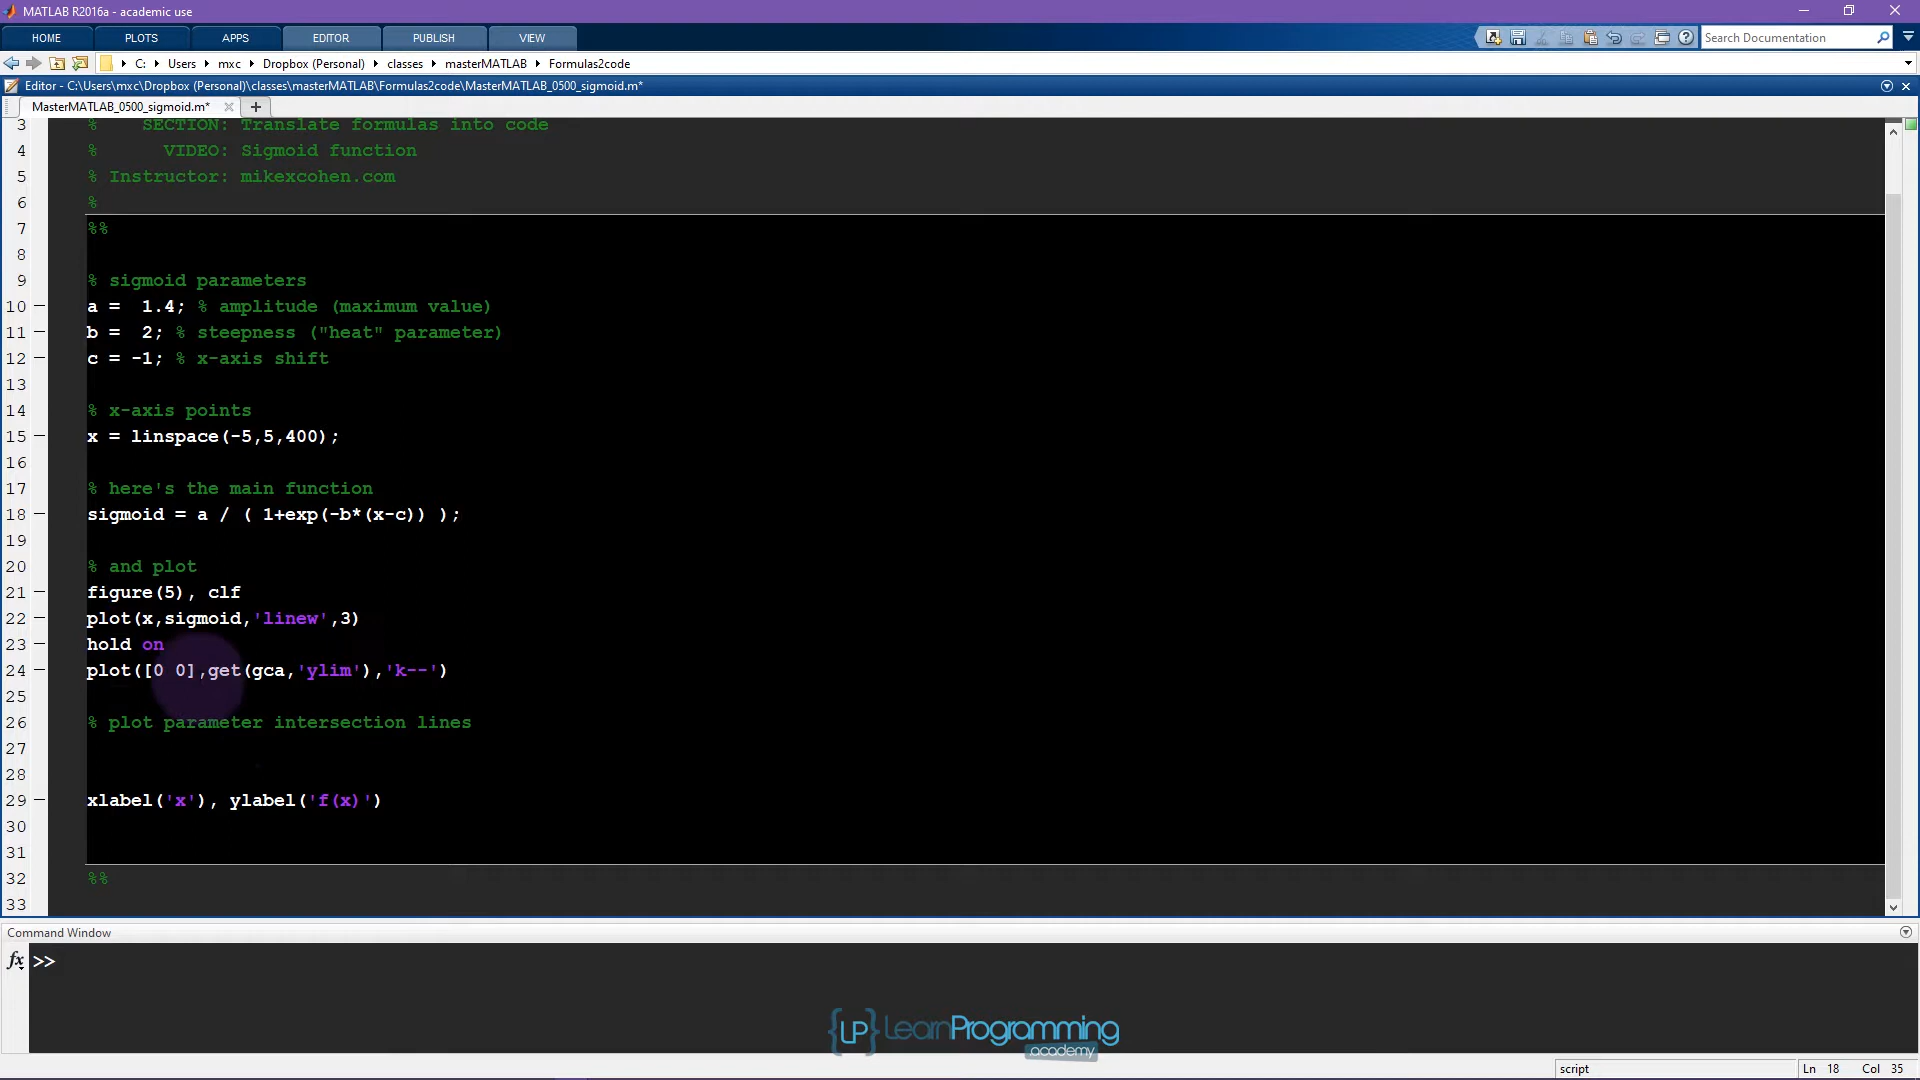 MATLAB R2016a - academic use
HOME PLOTS APPS EDITOR PUBLISH VIEW Search Documentation
C: Users mxc Dropbox (Personal) classes masterMATLAB Formulas2code
Editor - C:\Users\mxc\Dropbox (Personal)\classes\masterMATLAB\Formulas2code\MasterMATLAB_0500_sigmoid.m*
MasterMATLAB_0500_sigmoid.m*
3 % SECTION: Translate formulas into code
4 % VIDEO: Sigmoid function
5 % Instructor: mikexcohen.com
6 %
7 %%
8
9 % sigmoid parameters
10 a = 1.4; % amplitude (maximum value)
11 b = 2; % steepness ("heat" parameter)
12 c = -1; % x-axis shift
13
14 % x-axis points
15 x = linspace(-5,5,400);
16
17 % here's the main function
18 sigmoid = a / ( 1+exp(-b*(x-c)) );
19
20 % and plot
21 figure(5), clf
22 plot(x,sigmoid,'linew',3)
23 hold on
24 plot([0 0],get(gca,'ylim'),'k--')
25
26 % plot parameter intersection lines
27
28
29 xlabel('x'), ylabel('f(x)')
30
31
32 %%
33
Command Window
fx >>
{LP} LearnProgramming
academy
script Ln 18 Col 35